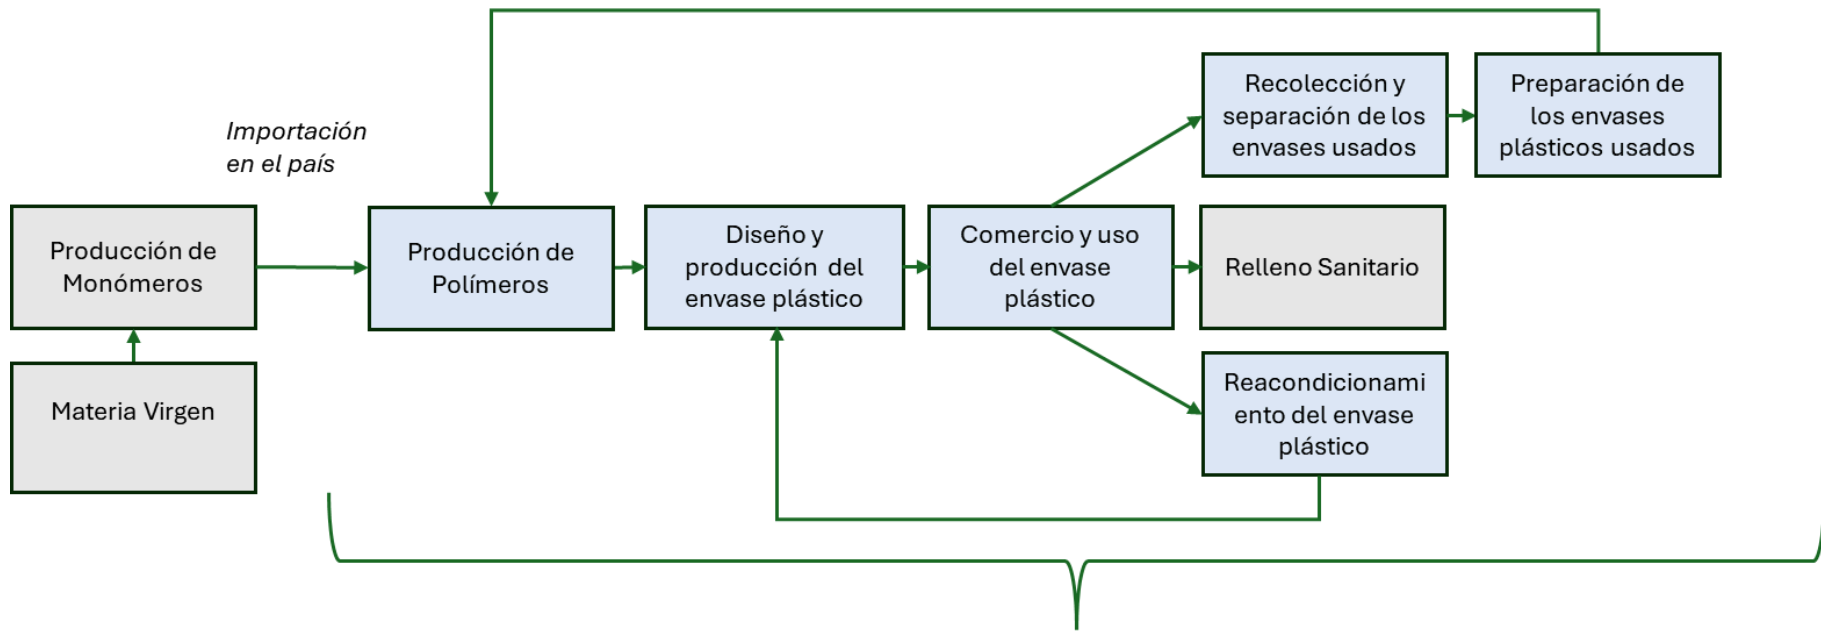 Importación
en el país
Producción de
Monómeros
Materia Virgen
Producción de
Polímeros
Diseño y
producción del
envase plástico
Comercio y uso
del envase
plástico
Recolección y
separación de los
envases usados
Preparación de
los envases
plásticos usados
Relleno Sanitario
Reacondicionami
ento del envase
plástico